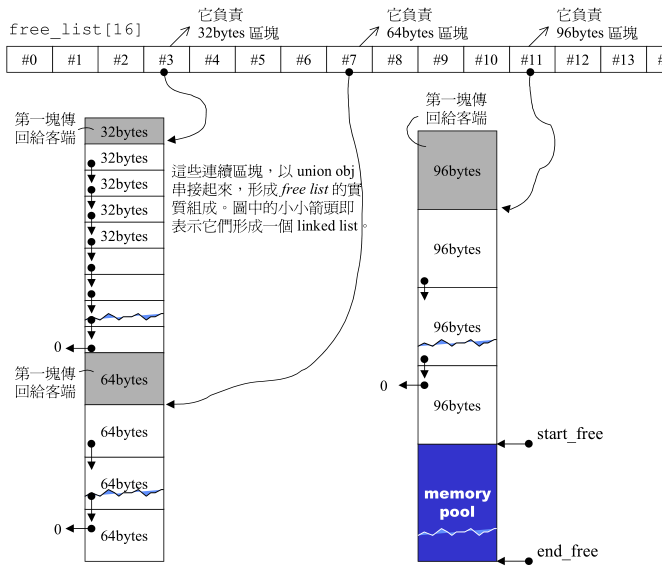 free_list[16]
它負責
32bytes 區塊
它負責
64bytes 區塊
它負責
96bytes 區塊
#0 #1 #2 #3 #4 #5 #6 #7 #8 #9 #10 #11 #12 #13
第一塊傳
回給客端
32bytes
32bytes
32bytes
32bytes
32bytes
0
這些連續區塊，以 union obj
串接起來，形成 free list 的實
質組成。圖中的小小箭頭即
表示它們形成一個 linked list。
第一塊傳
回給客端
64bytes
64bytes
64bytes
0
64bytes
第一塊傳
回給客端
96bytes
96bytes
96bytes
0
96bytes
start_free
memory
pool
end_free